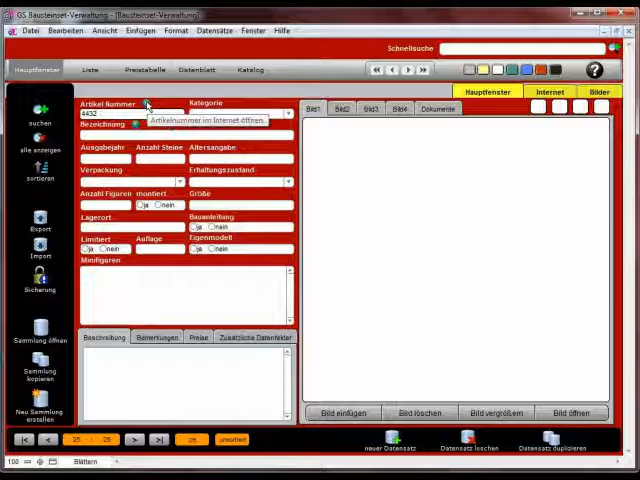 GS Bausteinset-Verwaltung - [Bausteinset-Verwaltung]
Datei Bearbeiten Ansicht Einfügen Format Datensätze Fenster Hilfe
Schnellsuche
Hauptfenster Liste Preistabelle Datenblatt Katalog
?
Hauptfenster Internet Bilder
Artikel Nummer Kategorie
4432
Artikelnummer im Internet öffnen.
Bezeichnung
Ausgabejahr Anzahl Steine Altersangabe
Verpackung Erhaltungszustand
Anzahl Figuren montiert Größe
ja nein
Lagerort Bauanleitung
ja nein
Limitiert Auflage Eigenmodell
ja nein ja nein
Minifiguren
Beschreibung Bemerkungen Preise Zusätzliche Datenfelder
Bild1 Bild2 Bild3 Bild4 Dokumente
Bild einfügen Bild löschen Bild vergrößern Bild öffnen
suchen
alle anzeigen
sortieren
Export
Import
Sicherung
Sammlung öffnen
Sammlung
kopieren
Neu Sammlung
erstellen
|< < 25 / 25 > >| 25 unsortiert
neuer Datensatz Datensatz löschen Datensatz duplizieren
100 Blättern